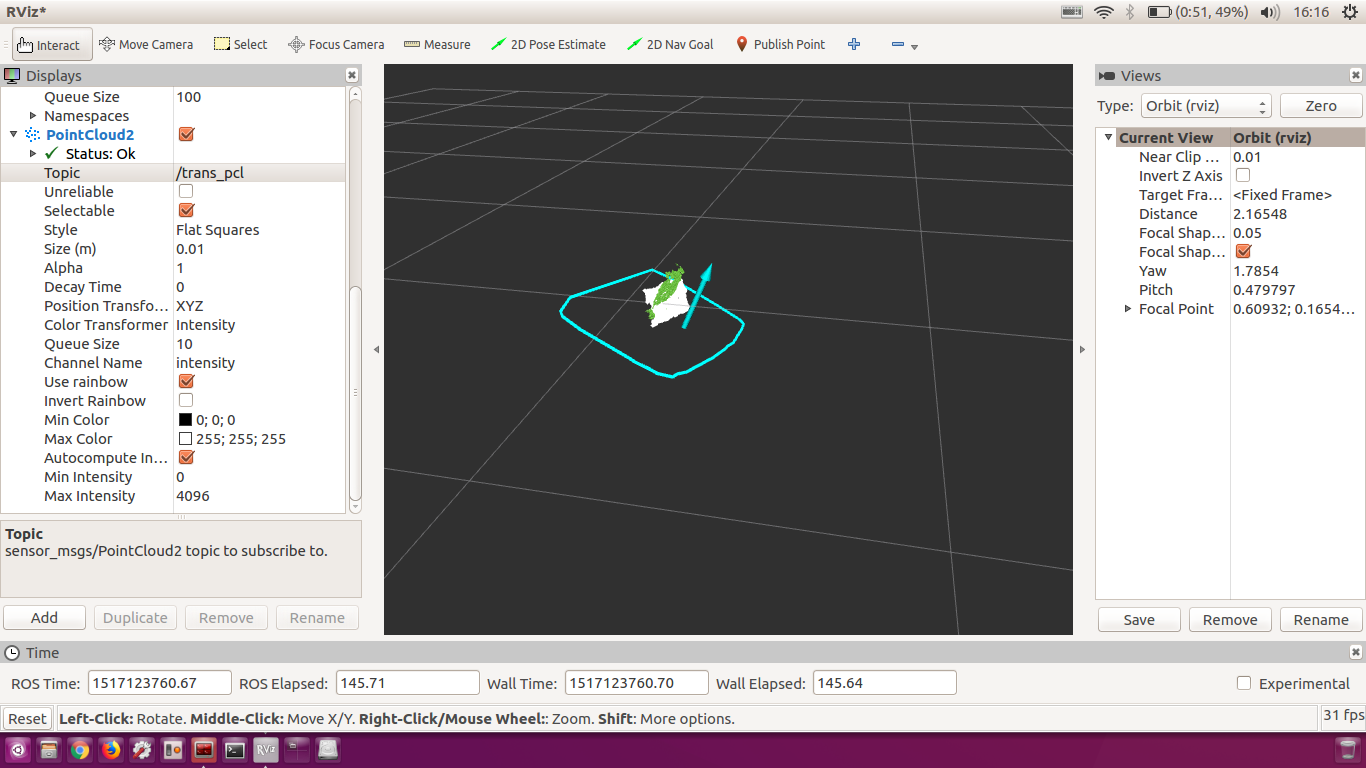 RViz*
(0:51, 49%) 16:16
Interact Move Camera Select Focus Camera Measure 2D Pose Estimate 2D Nav Goal Publish Point
Displays
Queue Size 100
Namespaces
PointCloud2
Status: Ok
Topic /trans_pcl
Unreliable
Selectable
Style Flat Squares
Size (m) 0.01
Alpha 1
Decay Time 0
Position Transfo... XYZ
Color Transformer Intensity
Queue Size 10
Channel Name intensity
Use rainbow
Invert Rainbow
Min Color 0; 0; 0
Max Color 255; 255; 255
Autocompute In...
Min Intensity 0
Max Intensity 4096
Topic
sensor_msgs/PointCloud2 topic to subscribe to.
Add Duplicate Remove Rename
Views
Type: Orbit (rviz) Zero
Current View Orbit (rviz)
Near Clip ... 0.01
Invert Z Axis
Target Fra... <Fixed Frame>
Distance 2.16548
Focal Shap... 0.05
Focal Shap...
Yaw 1.7854
Pitch 0.479797
Focal Point 0.60932; 0.1654...
Save Remove Rename
Time
ROS Time: 1517123760.67 ROS Elapsed: 145.71 Wall Time: 1517123760.70 Wall Elapsed: 145.64 Experimental
Reset Left-Click: Rotate. Middle-Click: Move X/Y. Right-Click/Mouse Wheel:: Zoom. Shift: More options. 31 fps
RViz